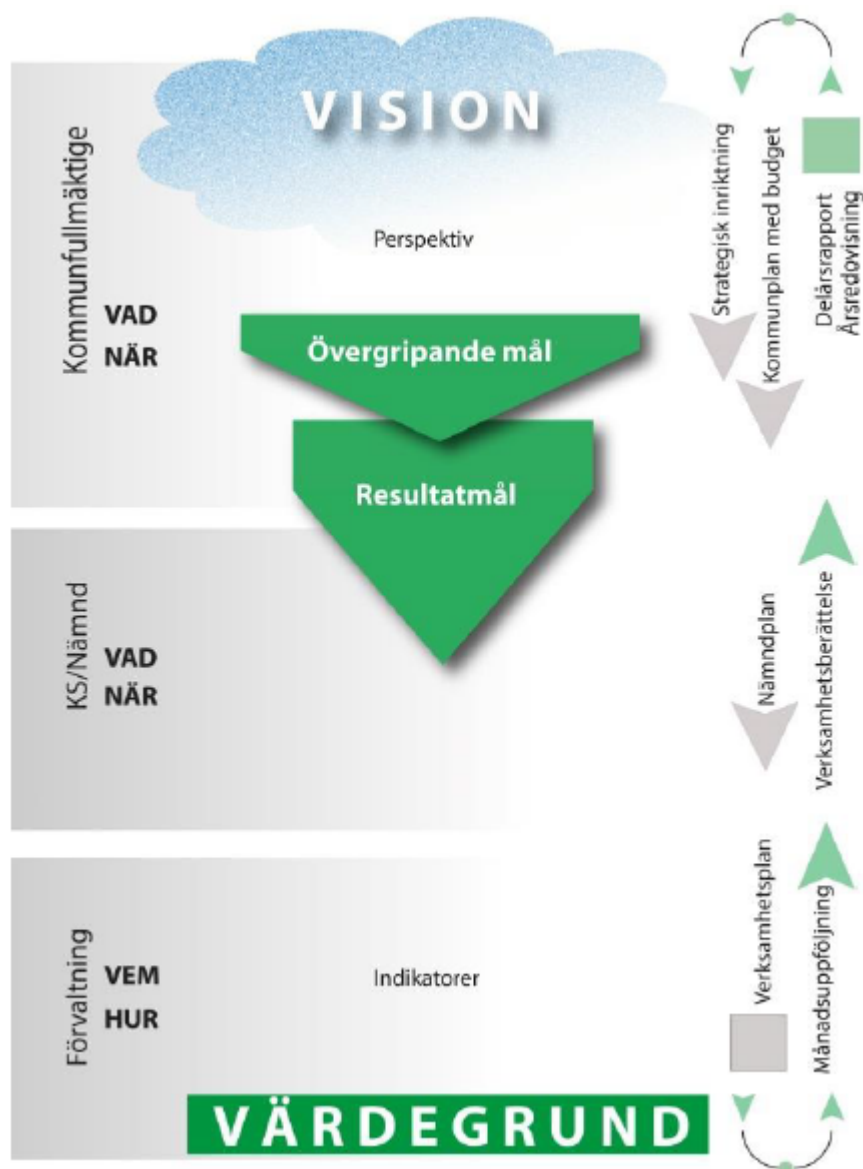 VISION
Perspektiv
Kommunfullmäktige
VAD
NÄR
Övergripande mål
Resultatmål
Strategisk inriktning
Kommunplan med budget
Delårsrapport
Årsredovisning
KS/Nämnd
VAD
NÄR
Nämndplan
Verksamhetsberättelse
Förvaltning
VEM
HUR
Indikatorer
Verksamhetsplan
Månadsuppföljning
VÄRDEGRUND